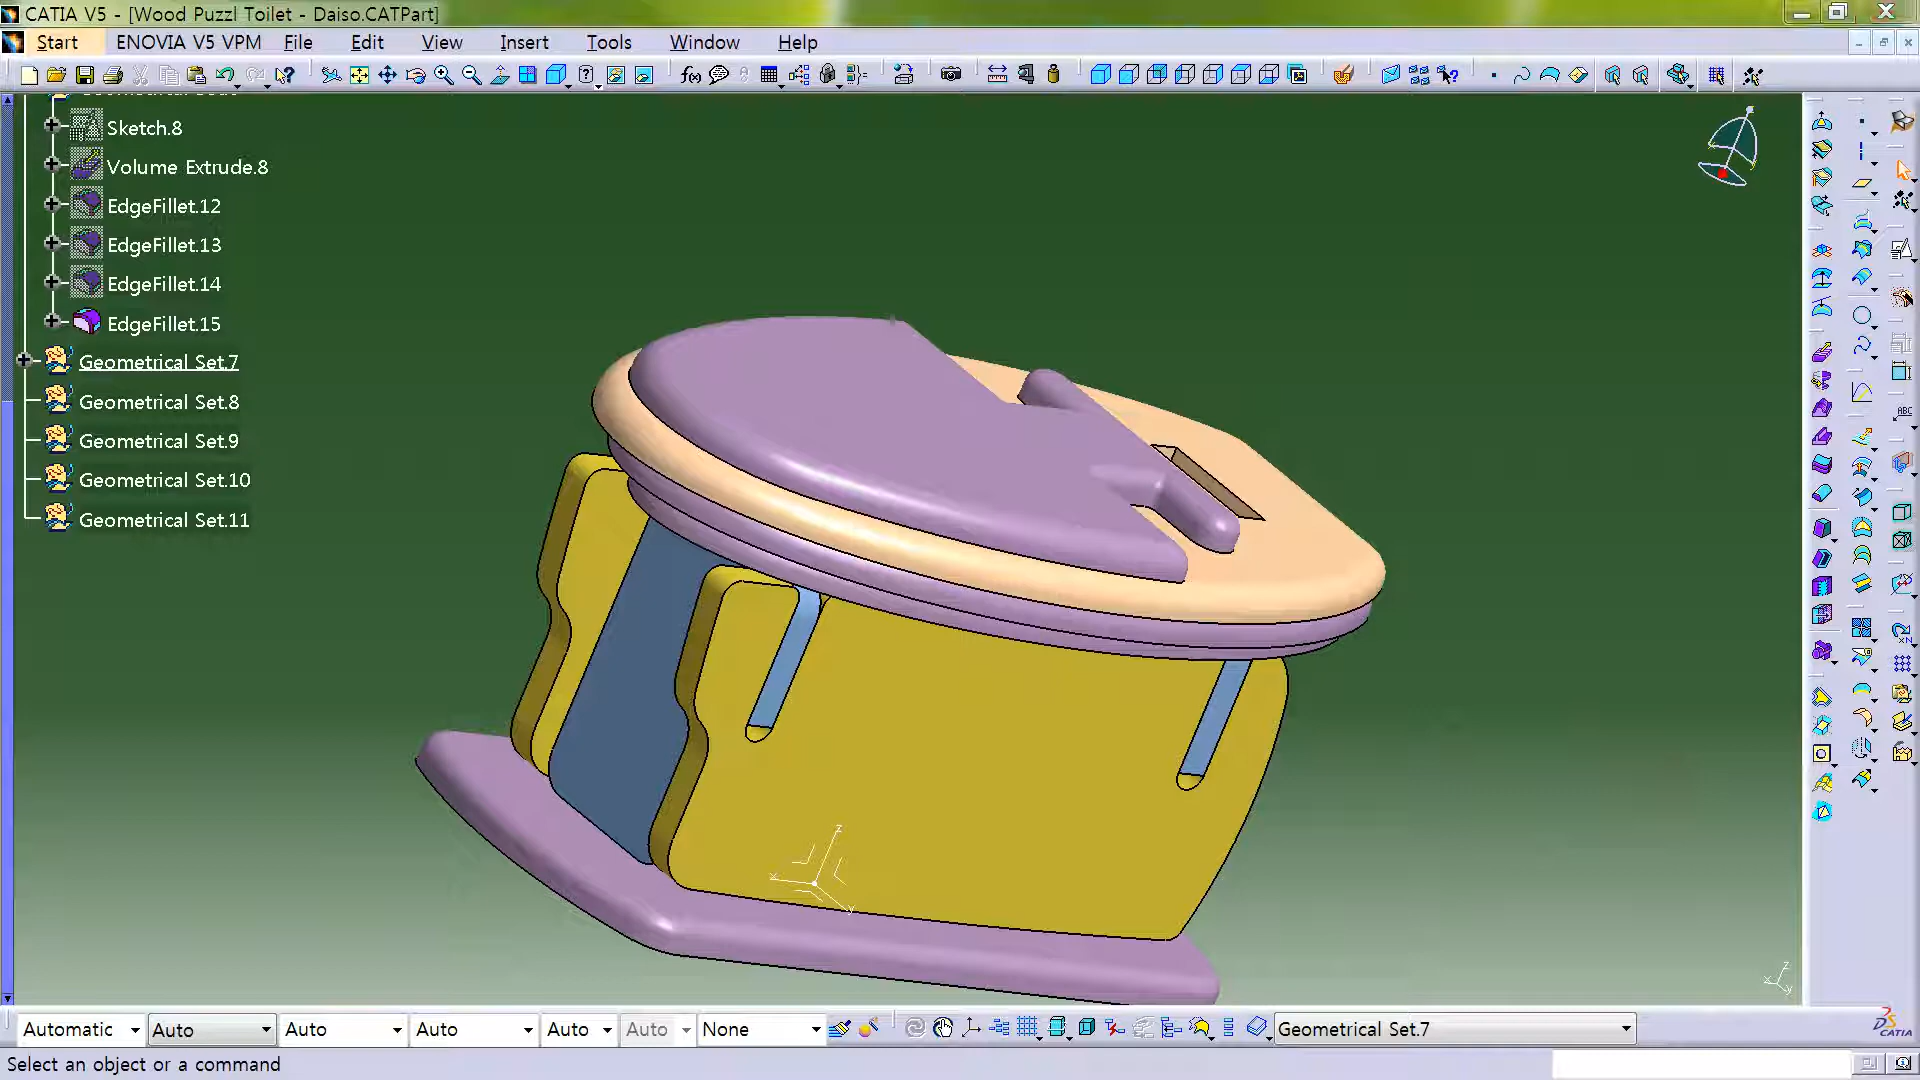 CATIA V5 - [Wood Puzzl Toilet - Daiso.CATPart]
Start ENOVIA V5 VPM File Edit View Insert Tools Window Help
Sketch.8
Volume Extrude.8
EdgeFillet.12
EdgeFillet.13
EdgeFillet.14
EdgeFillet.15
Geometrical Set.7
Geometrical Set.8
Geometrical Set.9
Geometrical Set.10
Geometrical Set.11
Automatic Auto Auto Auto Auto Auto None Geometrical Set.7
Select an object or a command